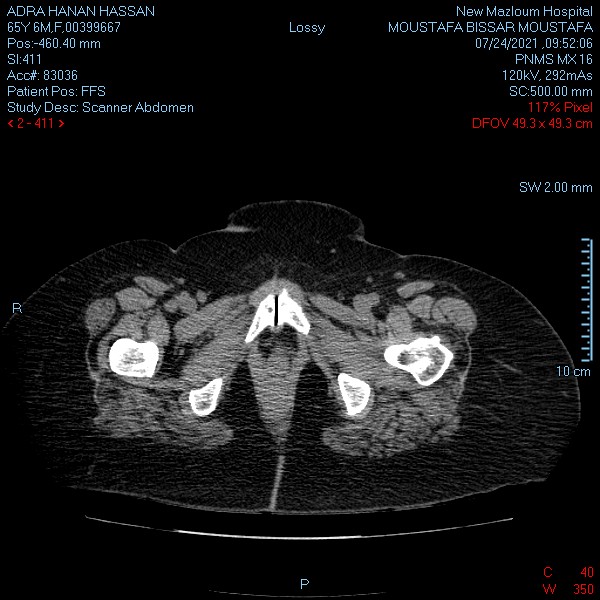 ADRA HANAN HASSAN
65Y 6M,F,00399667
Pos:-460.40 mm
SI:411
Acc#: 83036
Patient Pos: FFS
Study Desc: Scanner Abdomen
< 2 - 411 >
Lossy
New Mazloum Hospital
MOUSTAFA BISSAR MOUSTAFA
07/24/2021 ,09:52:06
PNMS MX 16
120kV, 292mAs
SC:500.00 mm
117% Pixel
DFOV 49.3 x 49.3 cm
SW 2.00 mm
R
10 cm
P
C 40
W 350